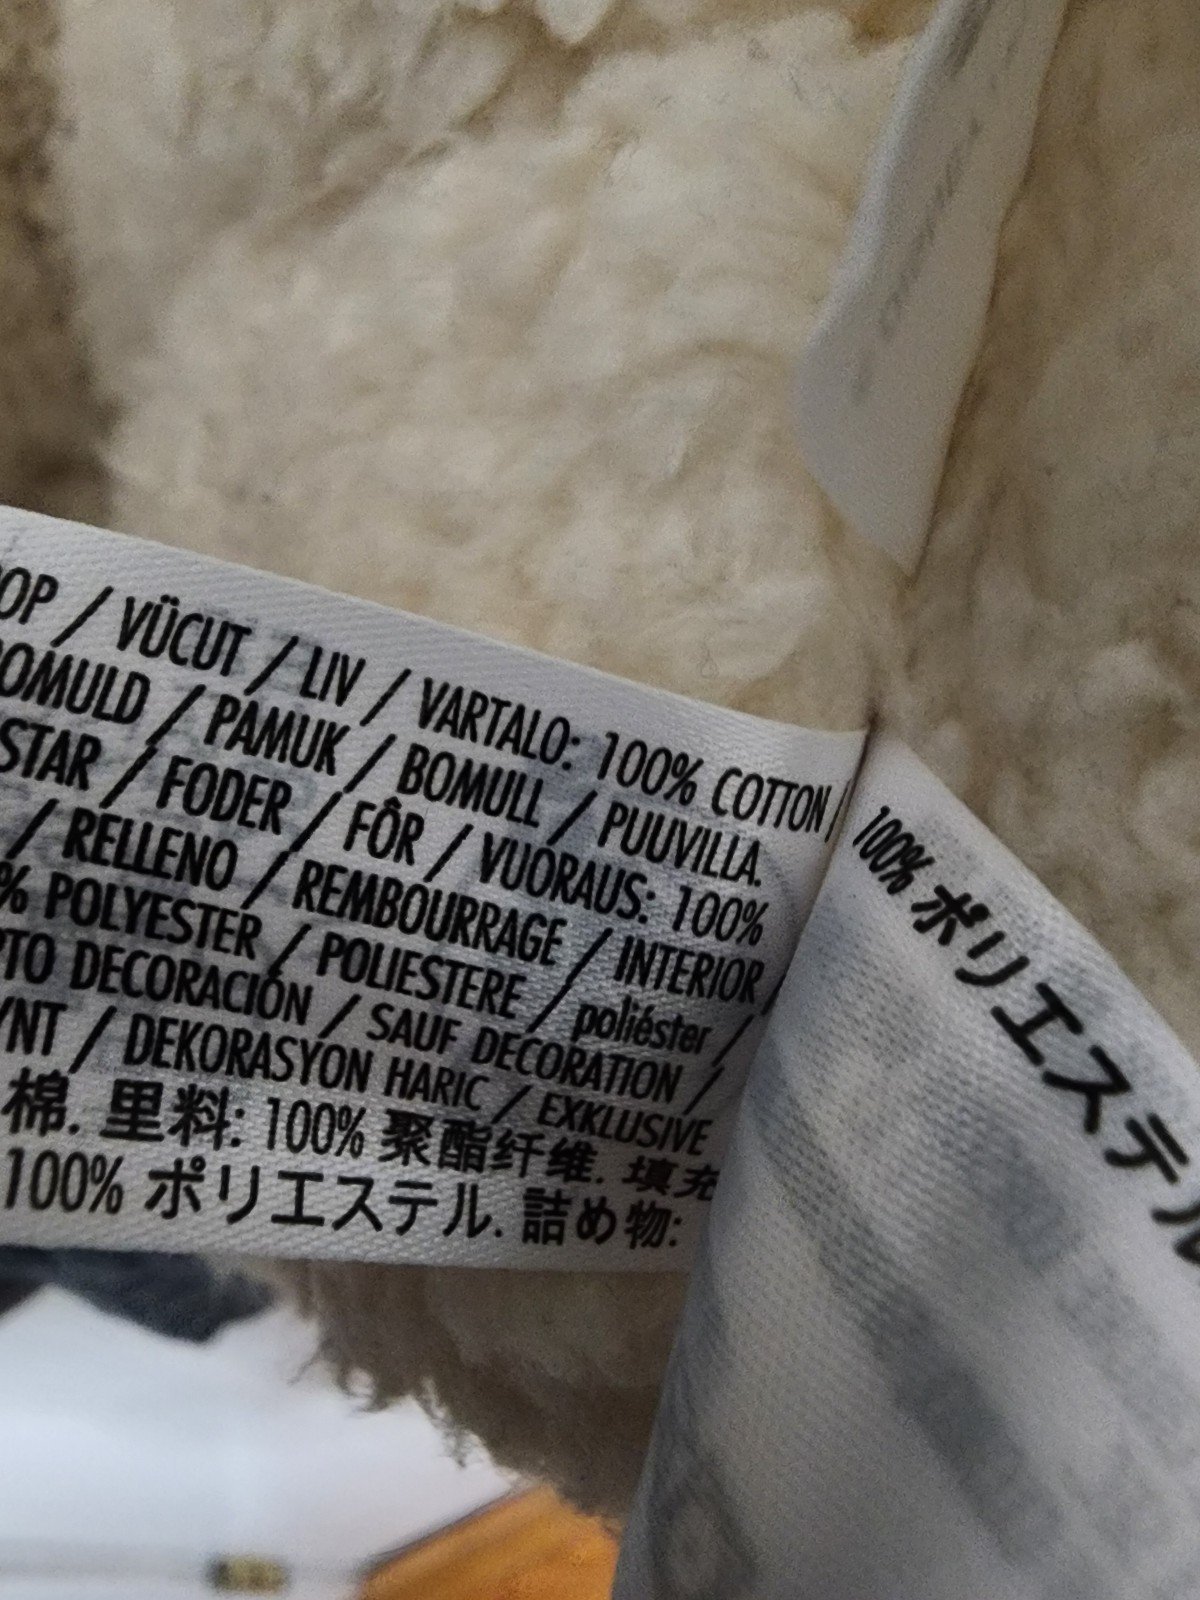 / VÜCUT / LIV / VARTALO: 100% COTTON /
/ PAMUK / BOMULL / PUUVILLA.
/ FODER / FÔR / VUORAUS: 100%
/ RELLENO / REMBOURRAGE / INTERIOR /
% POLYESTER / POLIESTERE / poliéster /
DECORACIÓN / SAUF DECORATION /
/ DEKORASYON HARIC / EXKLUSIVE
棉. 里料: 100% 聚酯纤维. 填充
100% ポリエステル. 詰め物:
100% ポリエステル